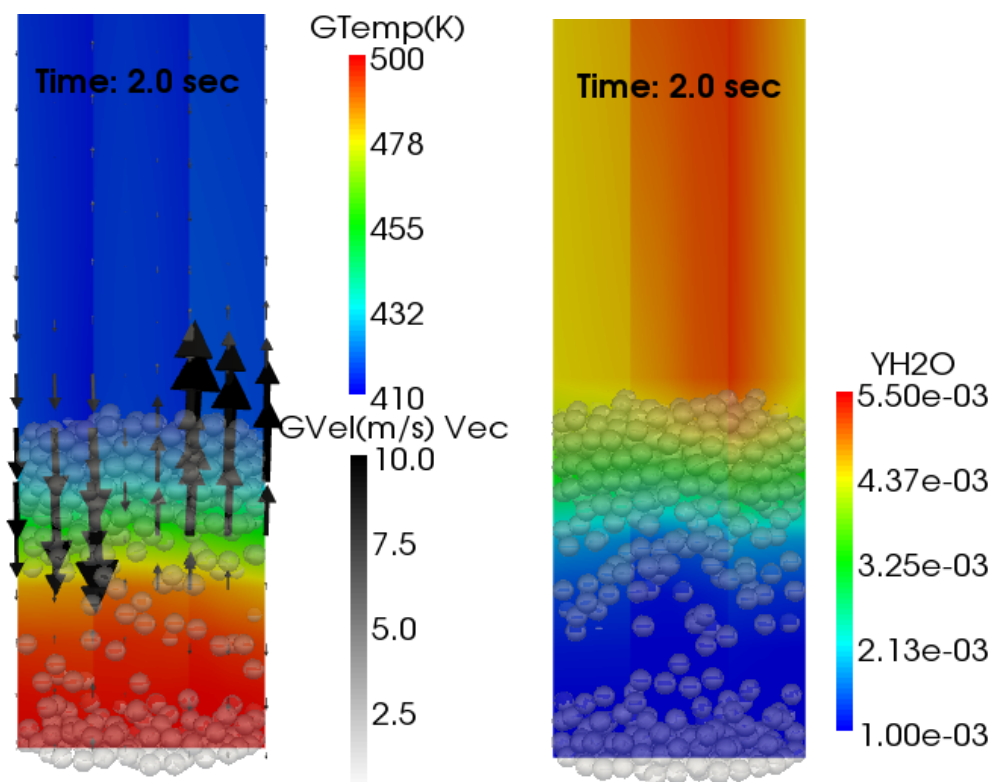 GTemp(K)
Time: 2.0 sec
500
478
455
432
410
GVel(m/s) Vec
10.0
7.5
5.0
2.5
Time: 2.0 sec
YH2O
5.50e-03
4.37e-03
3.25e-03
2.13e-03
1.00e-03